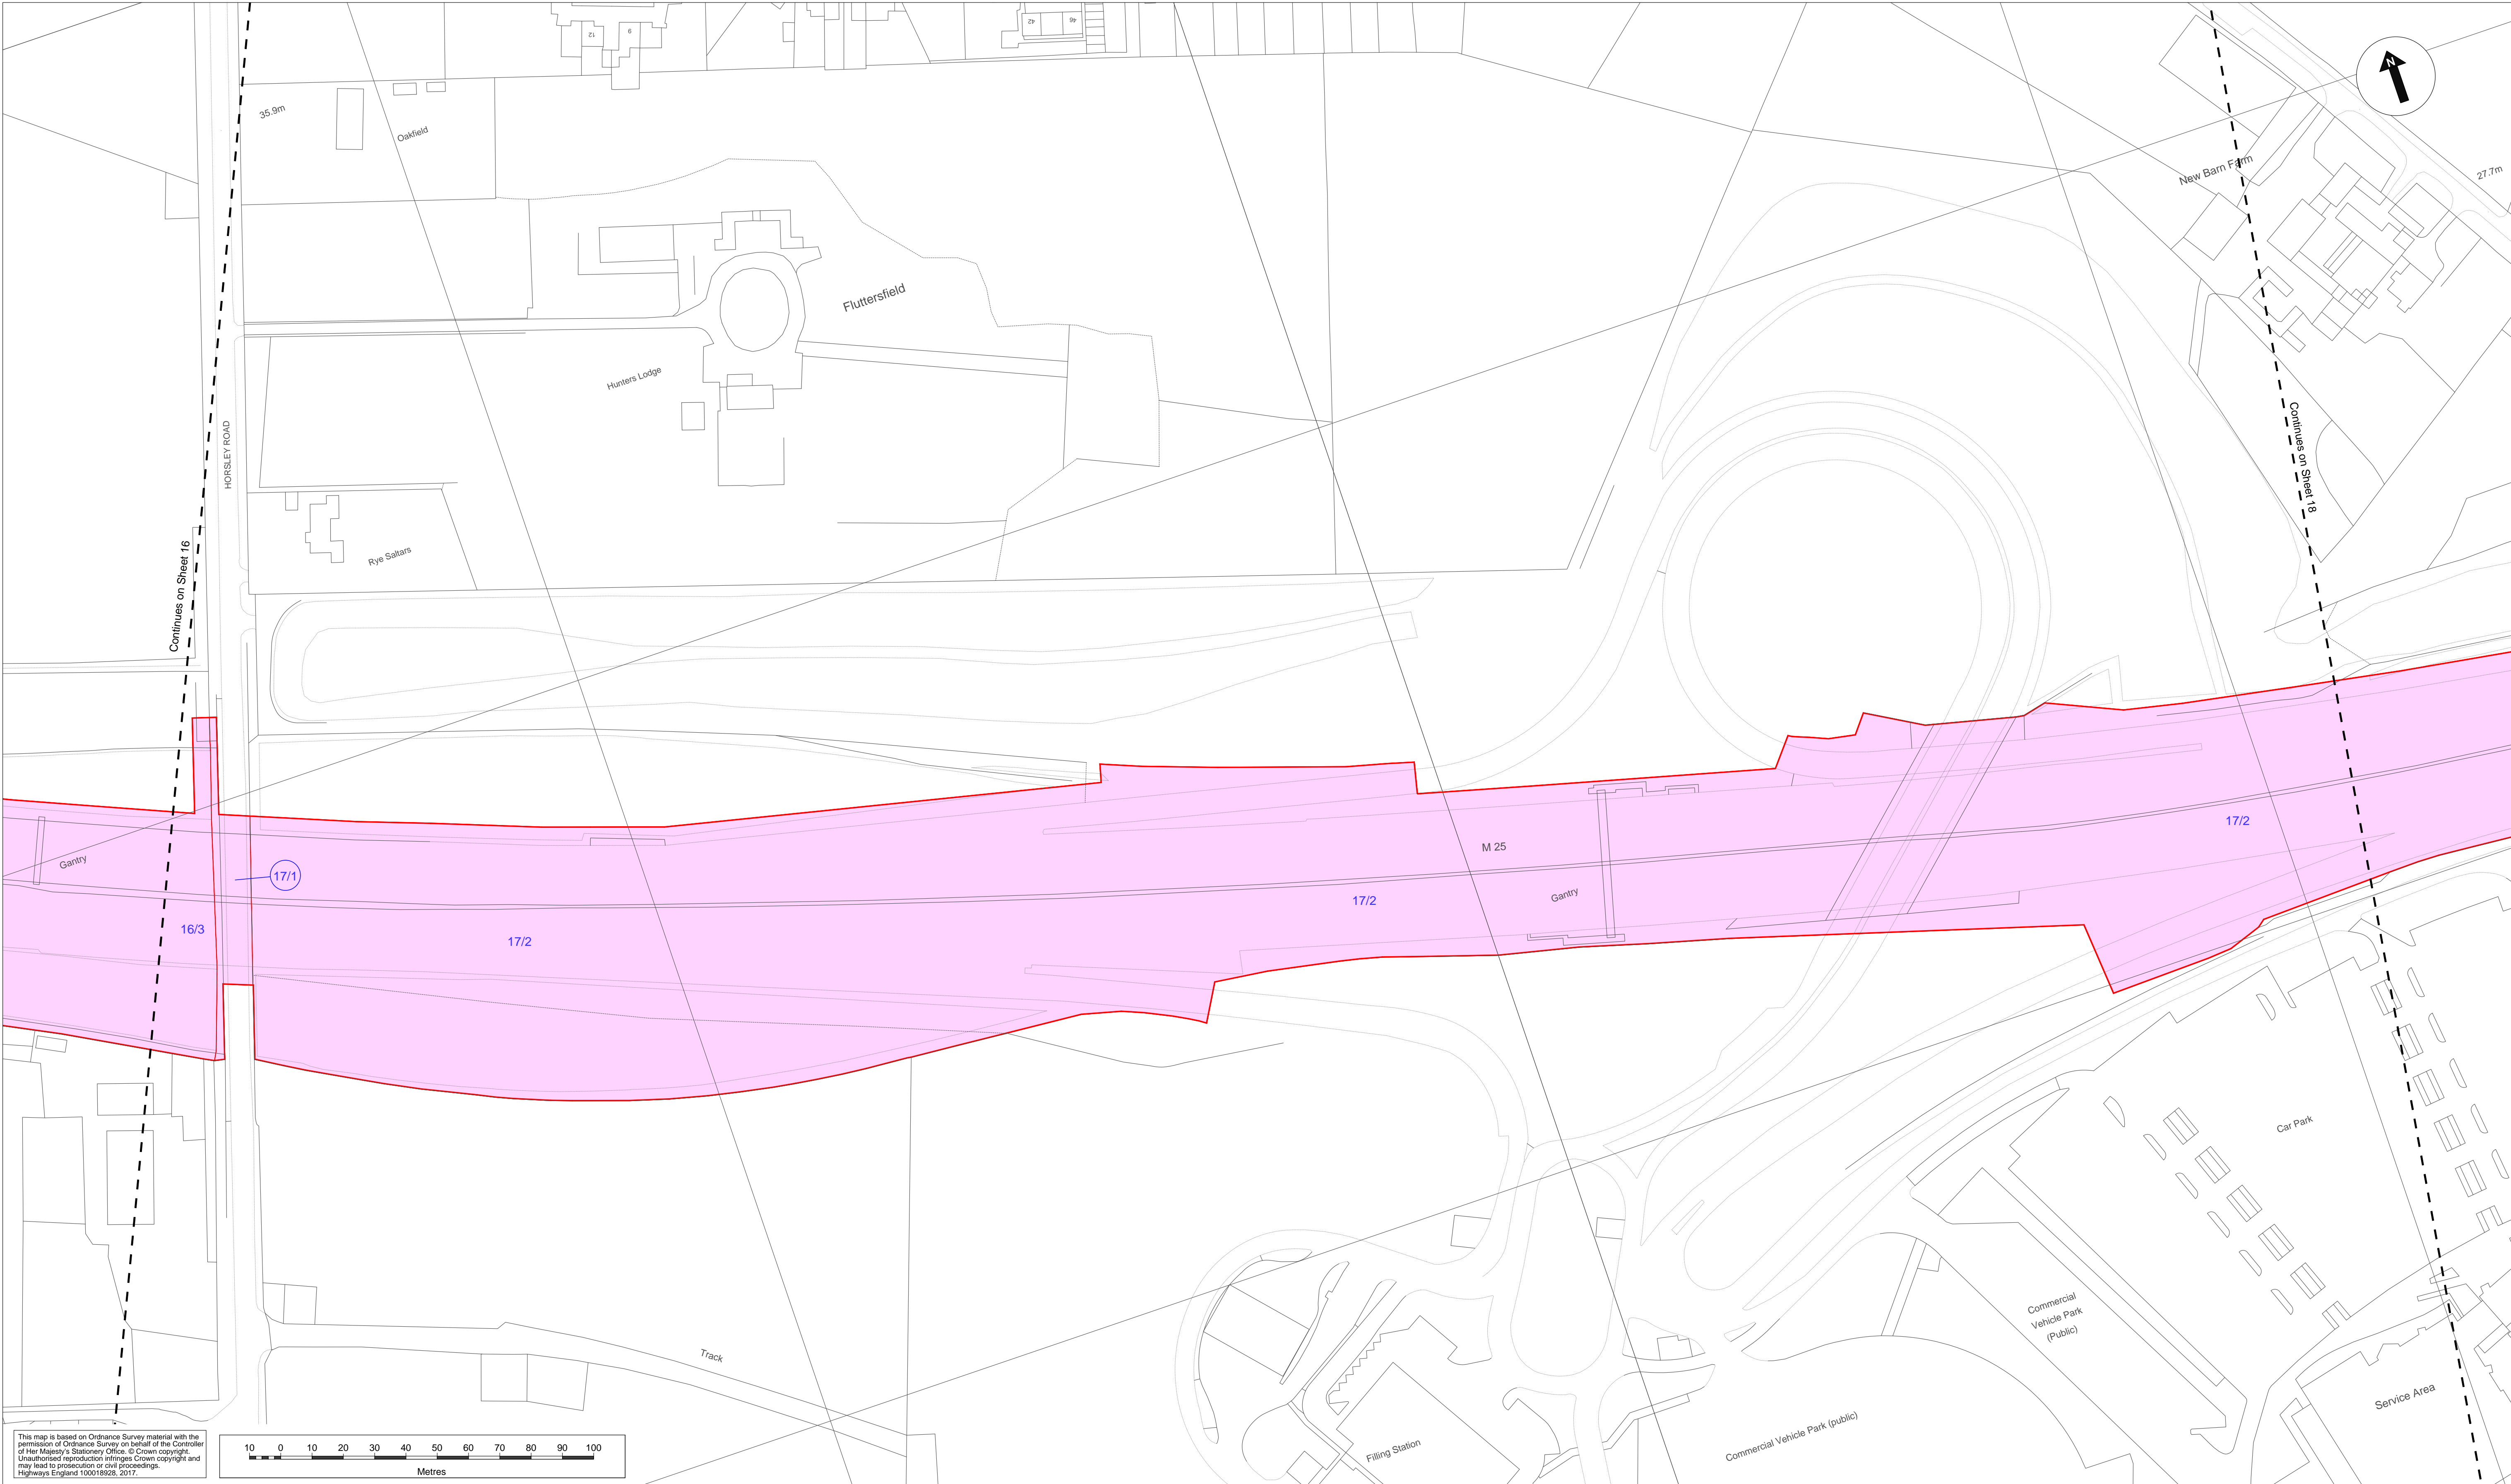 12
9
42
46
N
35.9m
Oakfield
New Barn Farm
27.7m
Fluttersfield
Hunters Lodge
HORSLEY ROAD
Continues on Sheet 16
Continues on Sheet 18
Rye Saltars
Gantry
17/1
16/3
17/2
M 25
17/2
Gantry
17/2
Car Park
Commercial
Vehicle Park
(Public)
Track
Service Area
Commercial Vehicle Park (public)
Filling Station
This map is based on Ordnance Survey material with the
permission of Ordnance Survey on behalf of the Controller
of Her Majesty's Stationery Office. © Crown copyright.
Unauthorised reproduction infringes Crown copyright and
may lead to prosecution or civil proceedings.
Highways England 100018928, 2017.
10 0 10 20 30 40 50 60 70 80 90 100
Metres